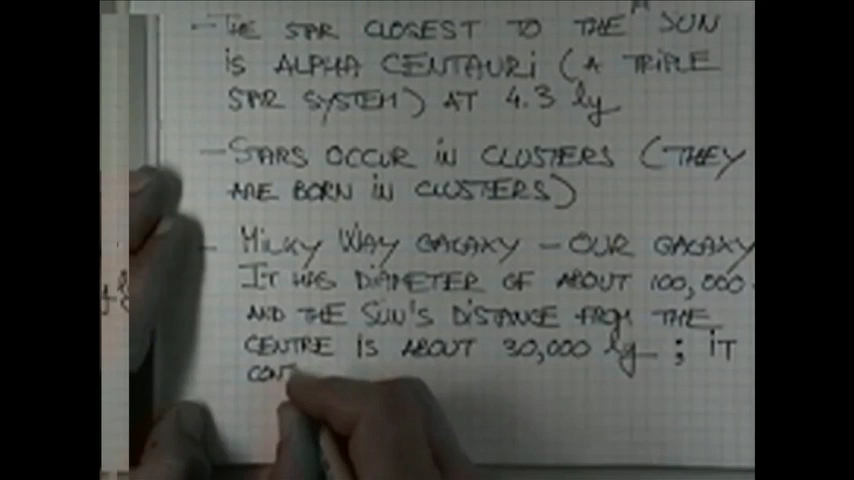 - THE STAR CLOSEST TO THE SUN
is ALPHA CENTAURi (A TRIPLE
STAR SYSTEM) AT 4.3 ly
- STARS OCCUR iN CLUSTERS (THEY
ARE BORN iN CLUSTERS)
- MiLKY WAY GALAXY - OUR GALAXY
IT HAS DiAMETER OF ABOUT 100,000
AND THE SUN'S DISTANCE FROM THE
CENTRE IS ABOUT 30,000 ly ; iT
CONT